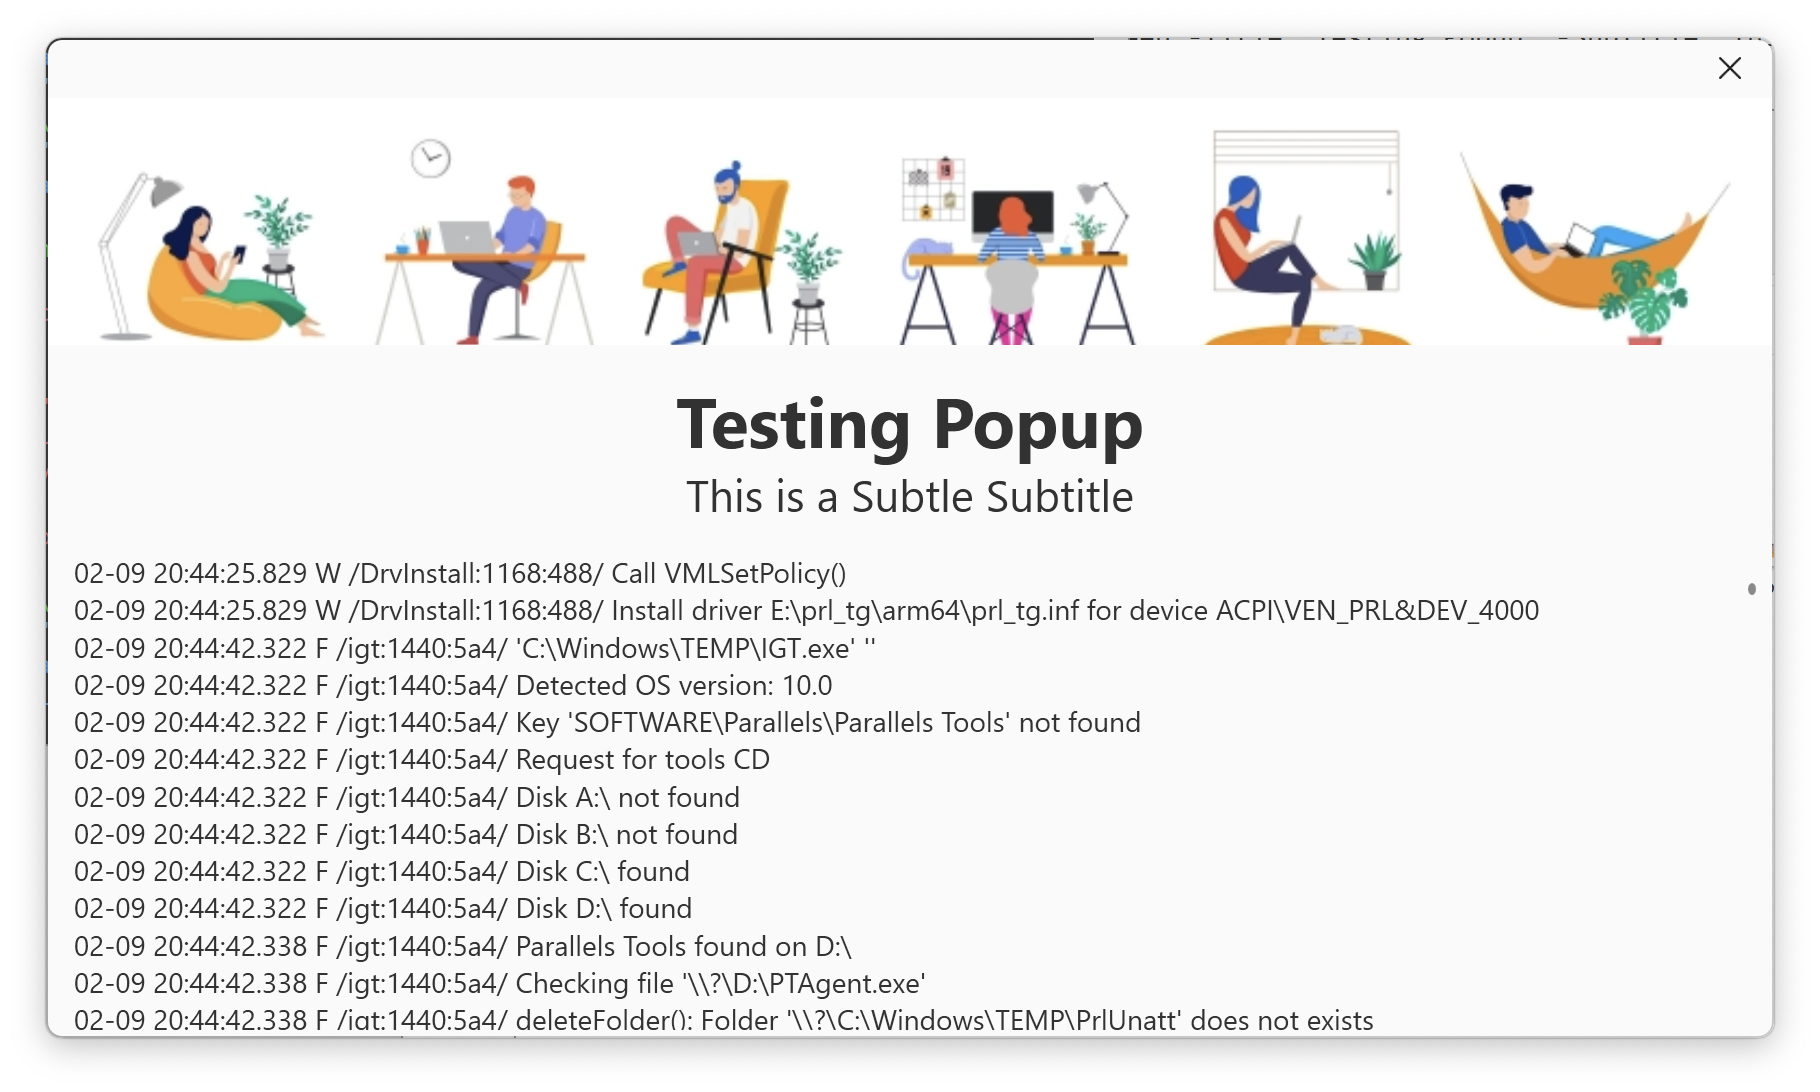 18
Testing Popup
This is a Subtle Subtitle
02-09 20:44:25.829 W /DrvInstall:1168:488/ Call VMLSetPolicy()
02-09 20:44:25.829 W /DrvInstall:1168:488/ Install driver E:\prl_tg\arm64\prl_tg.inf for device ACPI\VEN_PRL&DEV_4000
02-09 20:44:42.322 F /igt:1440:5a4/ 'C:\Windows\TEMP\IGT.exe' ''
02-09 20:44:42.322 F /igt:1440:5a4/ Detected OS version: 10.0
02-09 20:44:42.322 F /igt:1440:5a4/ Key 'SOFTWARE\Parallels\Parallels Tools' not found
02-09 20:44:42.322 F /igt:1440:5a4/ Request for tools CD
02-09 20:44:42.322 F /igt:1440:5a4/ Disk A:\ not found
02-09 20:44:42.322 F /igt:1440:5a4/ Disk B:\ not found
02-09 20:44:42.322 F /igt:1440:5a4/ Disk C:\ found
02-09 20:44:42.322 F /igt:1440:5a4/ Disk D:\ found
02-09 20:44:42.338 F /igt:1440:5a4/ Parallels Tools found on D:\
02-09 20:44:42.338 F /igt:1440:5a4/ Checking file '\\?\D:\PTAgent.exe'
02-09 20:44:42.338 F /igt:1440:5a4/ deleteFolder(): Folder '\\?\C:\Windows\TEMP\PrlUnatt' does not exists